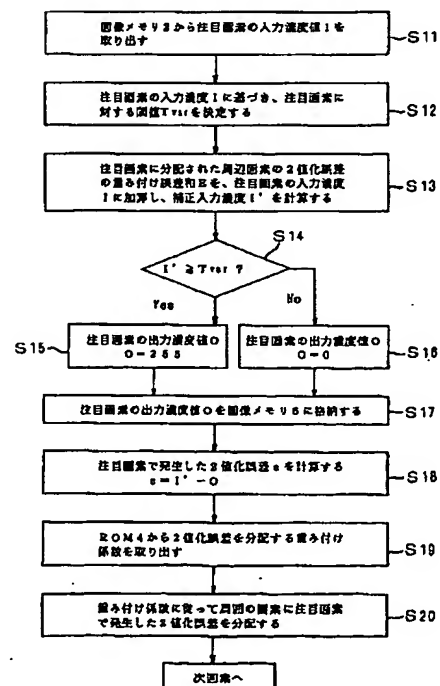 画像メモリ3から注目画素の入力濃度値Iを
取り出す
S11
注目画素の入力濃度Iに基づき、注目画素に
対する閾値Tvarを決定する
S12
注目画素に分配された周辺画素の2値化誤差
の重み付け誤差和Eを、注目画素の入力濃度
Iに加算し、補正入力濃度I'を計算する
S13
S14
I'≧Tvar?
Yes
No
S15
注目画素の出力濃度値O
O=255
注目画素の出力濃度値O
O=0
S16
注目画素の出力濃度値Oを画像メモリ5に格納する
S17
注目画素で発生した2値化誤差eを計算する
e=I'-O
S18
ROM4から2値化誤差を分配する重み付け
係数を取り出す
S19
重み付け係数に従って周囲の画素に注目画素
で発生した2値化誤差を分配する
S20
次画素へ